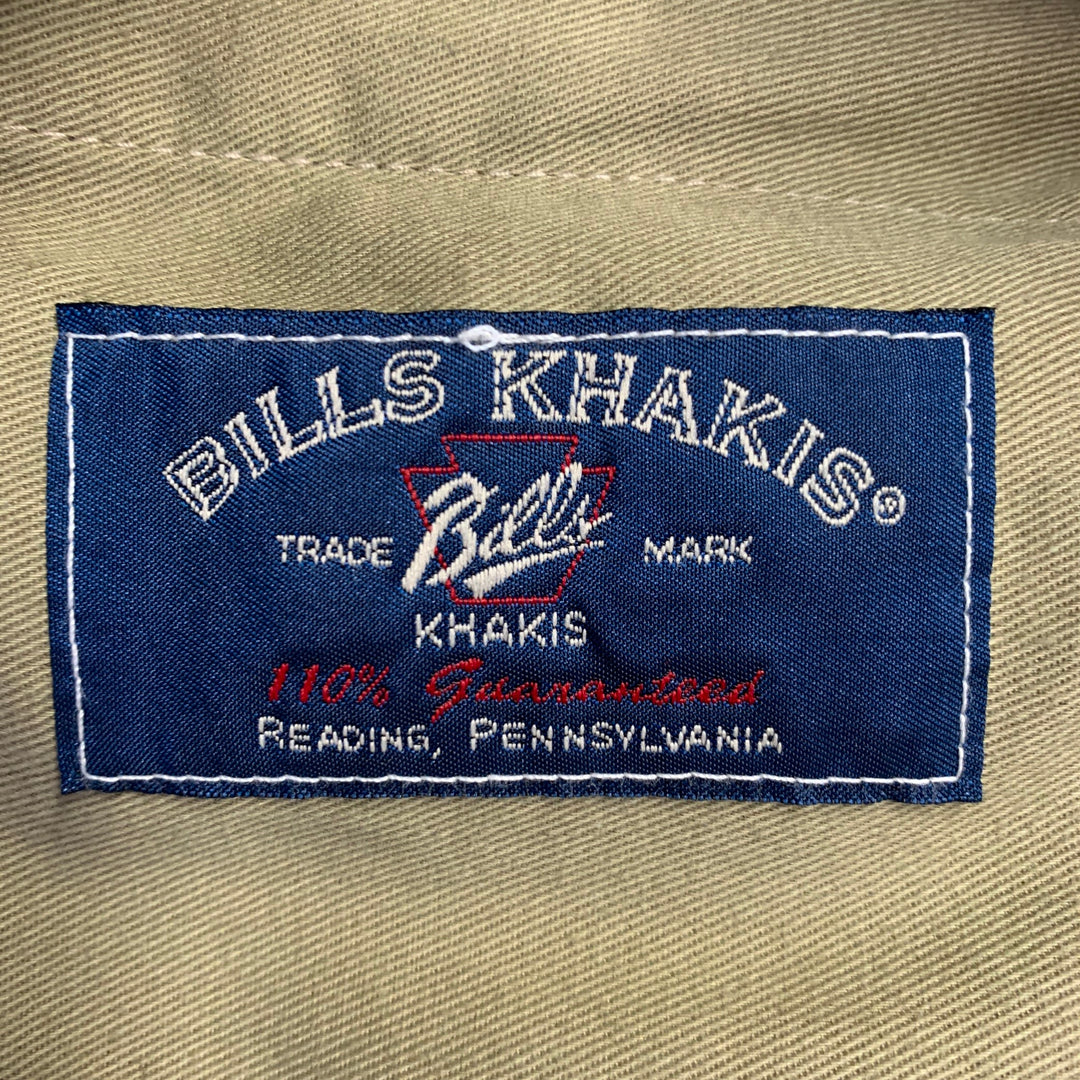 BILLS KHAKIS®
TRADE Bills MARK
KHAKIS
110% Guaranteed
READING, PENNSYLVANIA